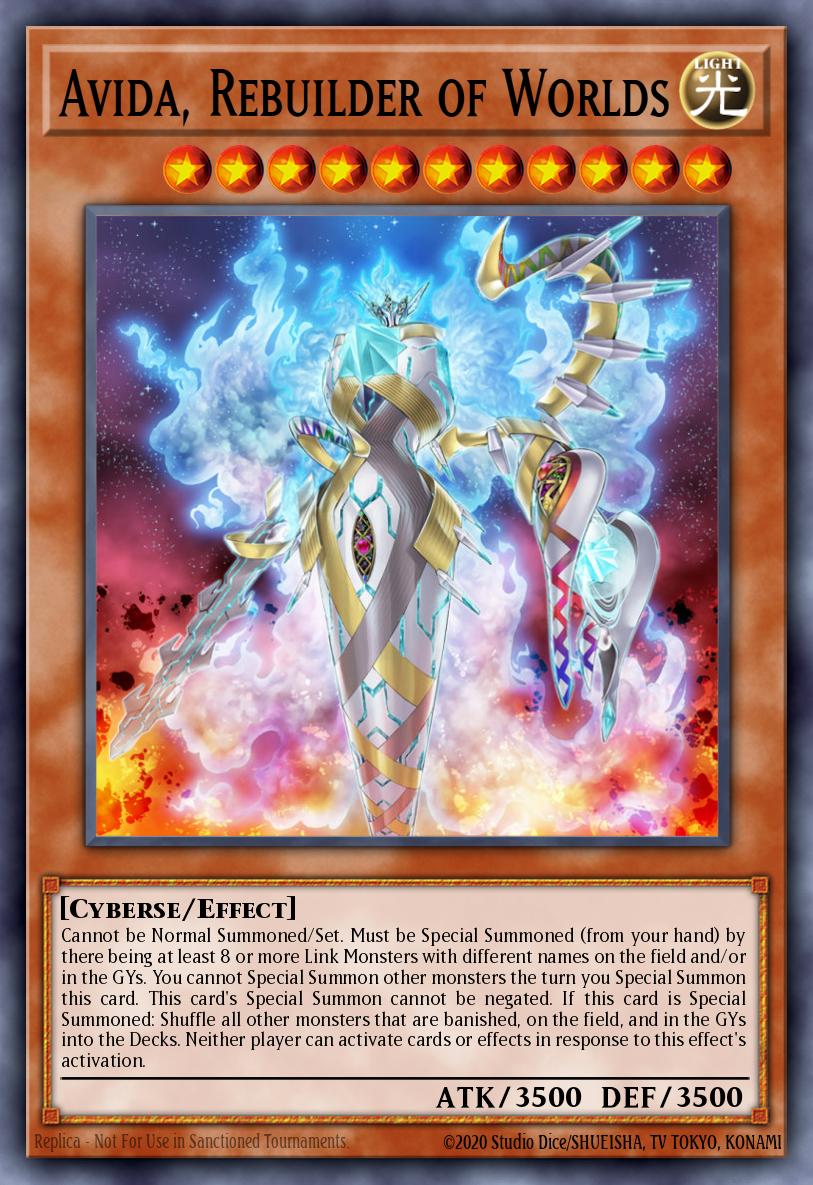 Avida, Rebuilder of Worlds
LIGHT
光
[Cyberse/Effect]
Cannot be Normal Summoned/Set. Must be Special Summoned (from your hand) by
there being at least 8 or more Link Monsters with different names on the field and/or
in the GYs. You cannot Special Summon other monsters the turn you Special Summon
this card. This card's Special Summon cannot be negated. If this card is Special
Summoned: Shuffle all other monsters that are banished, on the field, and in the GYs
into the Decks. Neither player can activate cards or effects in response to this effect's
activation.
ATK/3500 DEF/3500
Replica - Not For Use in Sanctioned Tournaments.
©2020 Studio Dice/SHUEISHA, TV TOKYO, KONAMI